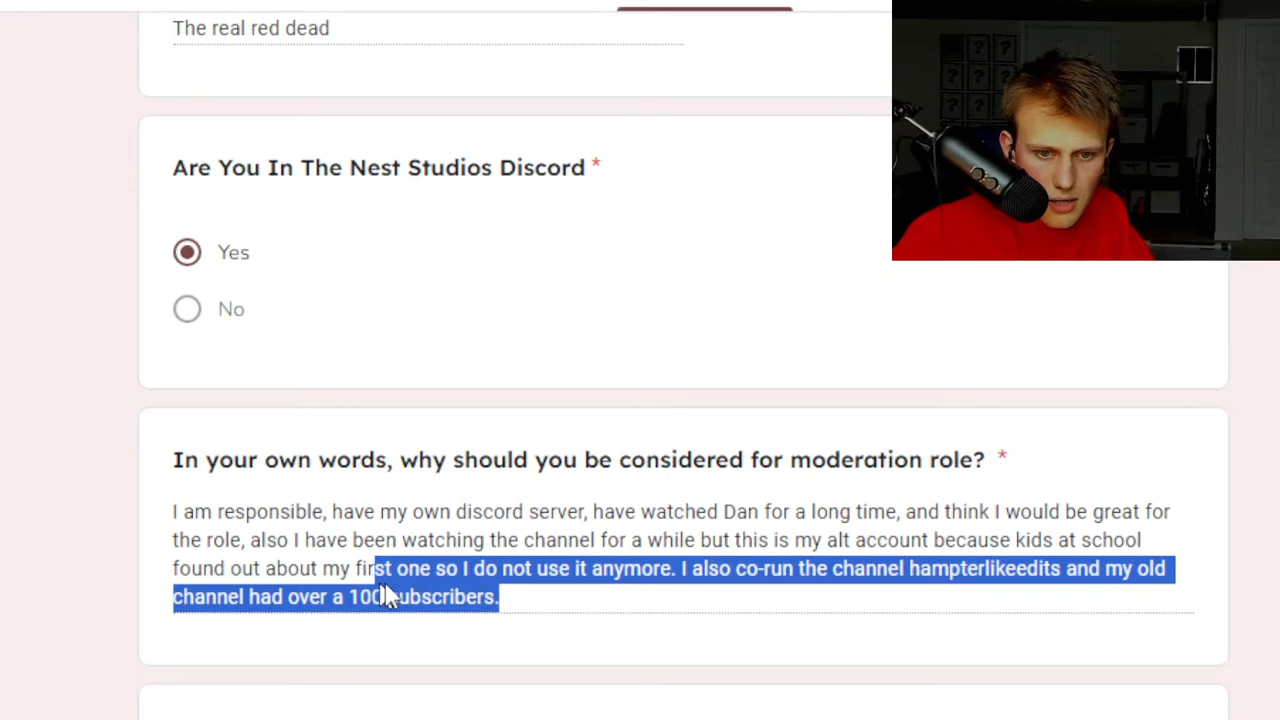 The real red dead
Are You In The Nest Studios Discord *
Yes
No
In your own words, why should you be considered for moderation role? *
I am responsible, have my own discord server, have watched Dan for a long time, and think I would be great for
the role, also I have been watching the channel for a while but this is my alt account because kids at school
found out about my first one so I do not use it anymore. I also co-run the channel hampterlikeedits and my old
channel had over a 100 subscribers.